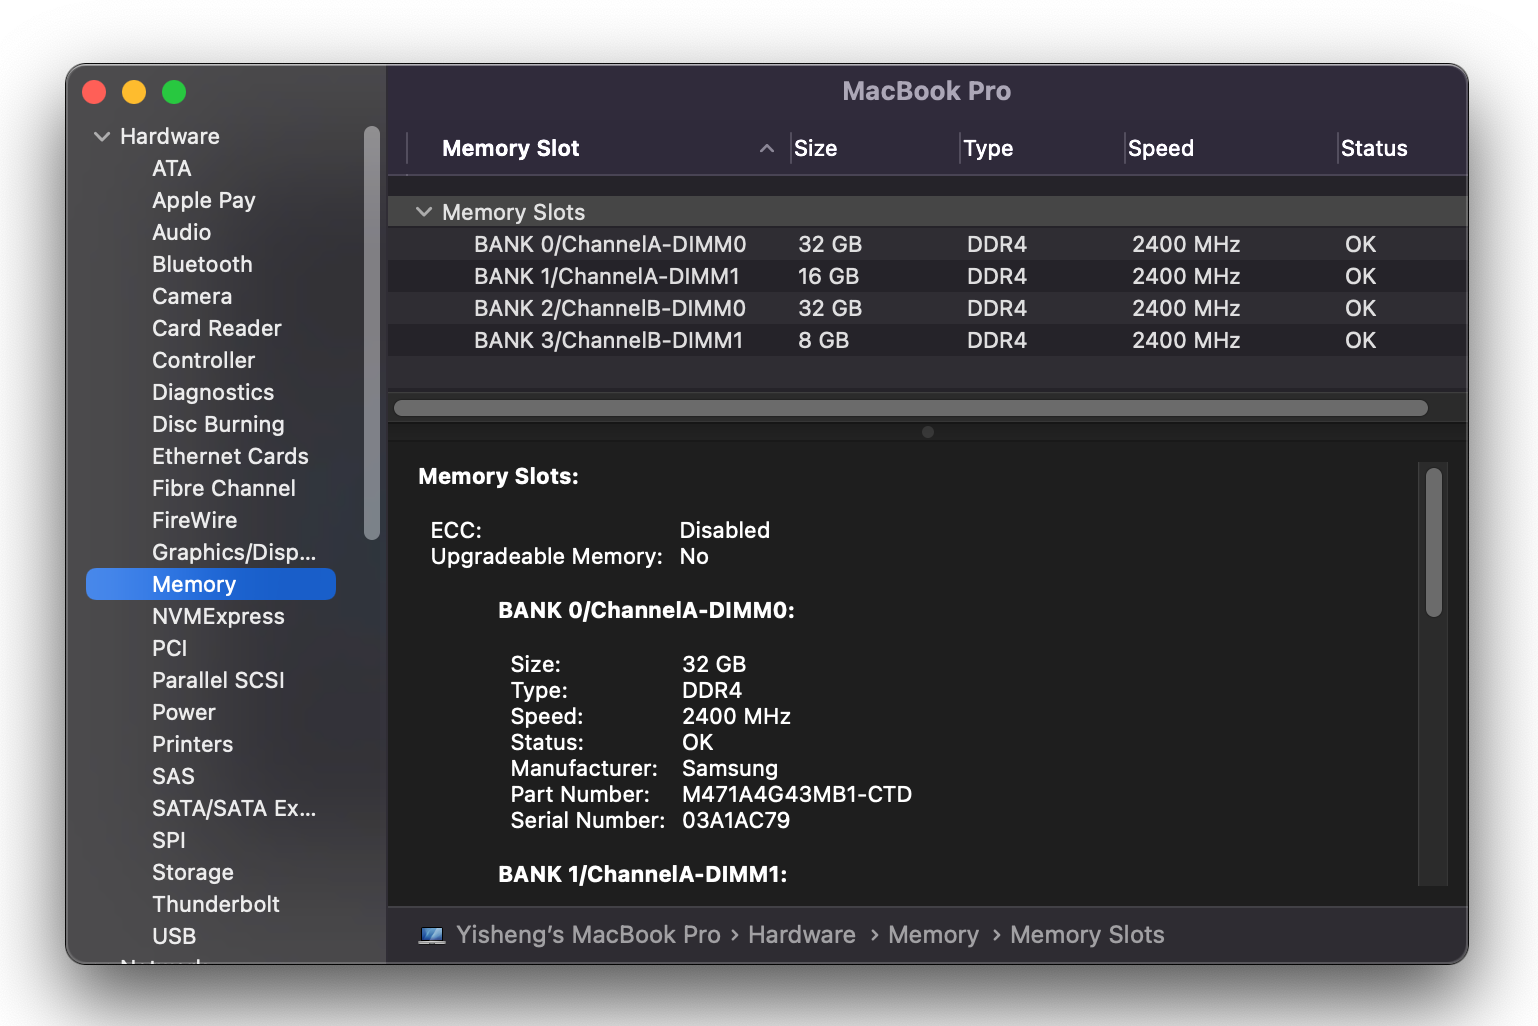 MacBook Pro
Hardware
ATA
Apple Pay
Audio
Bluetooth
Camera
Card Reader
Controller
Diagnostics
Disc Burning
Ethernet Cards
Fibre Channel
FireWire
Graphics/Disp...
Memory
NVMExpress
PCI
Parallel SCSI
Power
Printers
SAS
SATA/SATA Ex...
SPI
Storage
Thunderbolt
USB
Network
Memory Slot Size Type Speed Status
Memory Slots
BANK 0/ChannelA-DIMM0 32 GB DDR4 2400 MHz OK
BANK 1/ChannelA-DIMM1 16 GB DDR4 2400 MHz OK
BANK 2/ChannelB-DIMM0 32 GB DDR4 2400 MHz OK
BANK 3/ChannelB-DIMM1 8 GB DDR4 2400 MHz OK
Memory Slots:
ECC: Disabled
Upgradeable Memory: No
BANK 0/ChannelA-DIMM0:
Size: 32 GB
Type: DDR4
Speed: 2400 MHz
Status: OK
Manufacturer: Samsung
Part Number: M471A4G43MB1-CTD
Serial Number: 03A1AC79
BANK 1/ChannelA-DIMM1:
Yisheng’s MacBook Pro › Hardware › Memory › Memory Slots